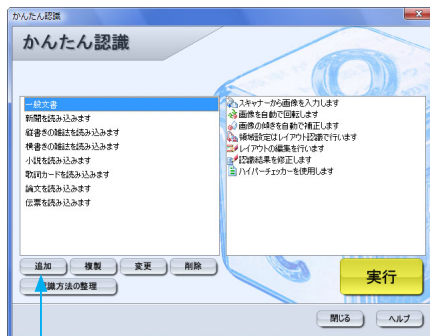 かんたん認識
かんたん認識
一般文書
新聞を読み込みます
縦書きの雑誌を読み込みます
横書きの雑誌を読み込みます
小説を読み込みます
歌詞カードを読み込みます
論文を読み込みます
伝票を読み込みます
スキャナーから画像を入力します
画像を自動で回転します
画像の傾きを自動で補正します
領域設定はレイアウト認識で行います
レイアウトの編集を行います
認識結果を修正します
ハイパーチェッカーを使用します
追加
複製
変更
削除
認識方法の整理
実行
閉じる
ヘルプ